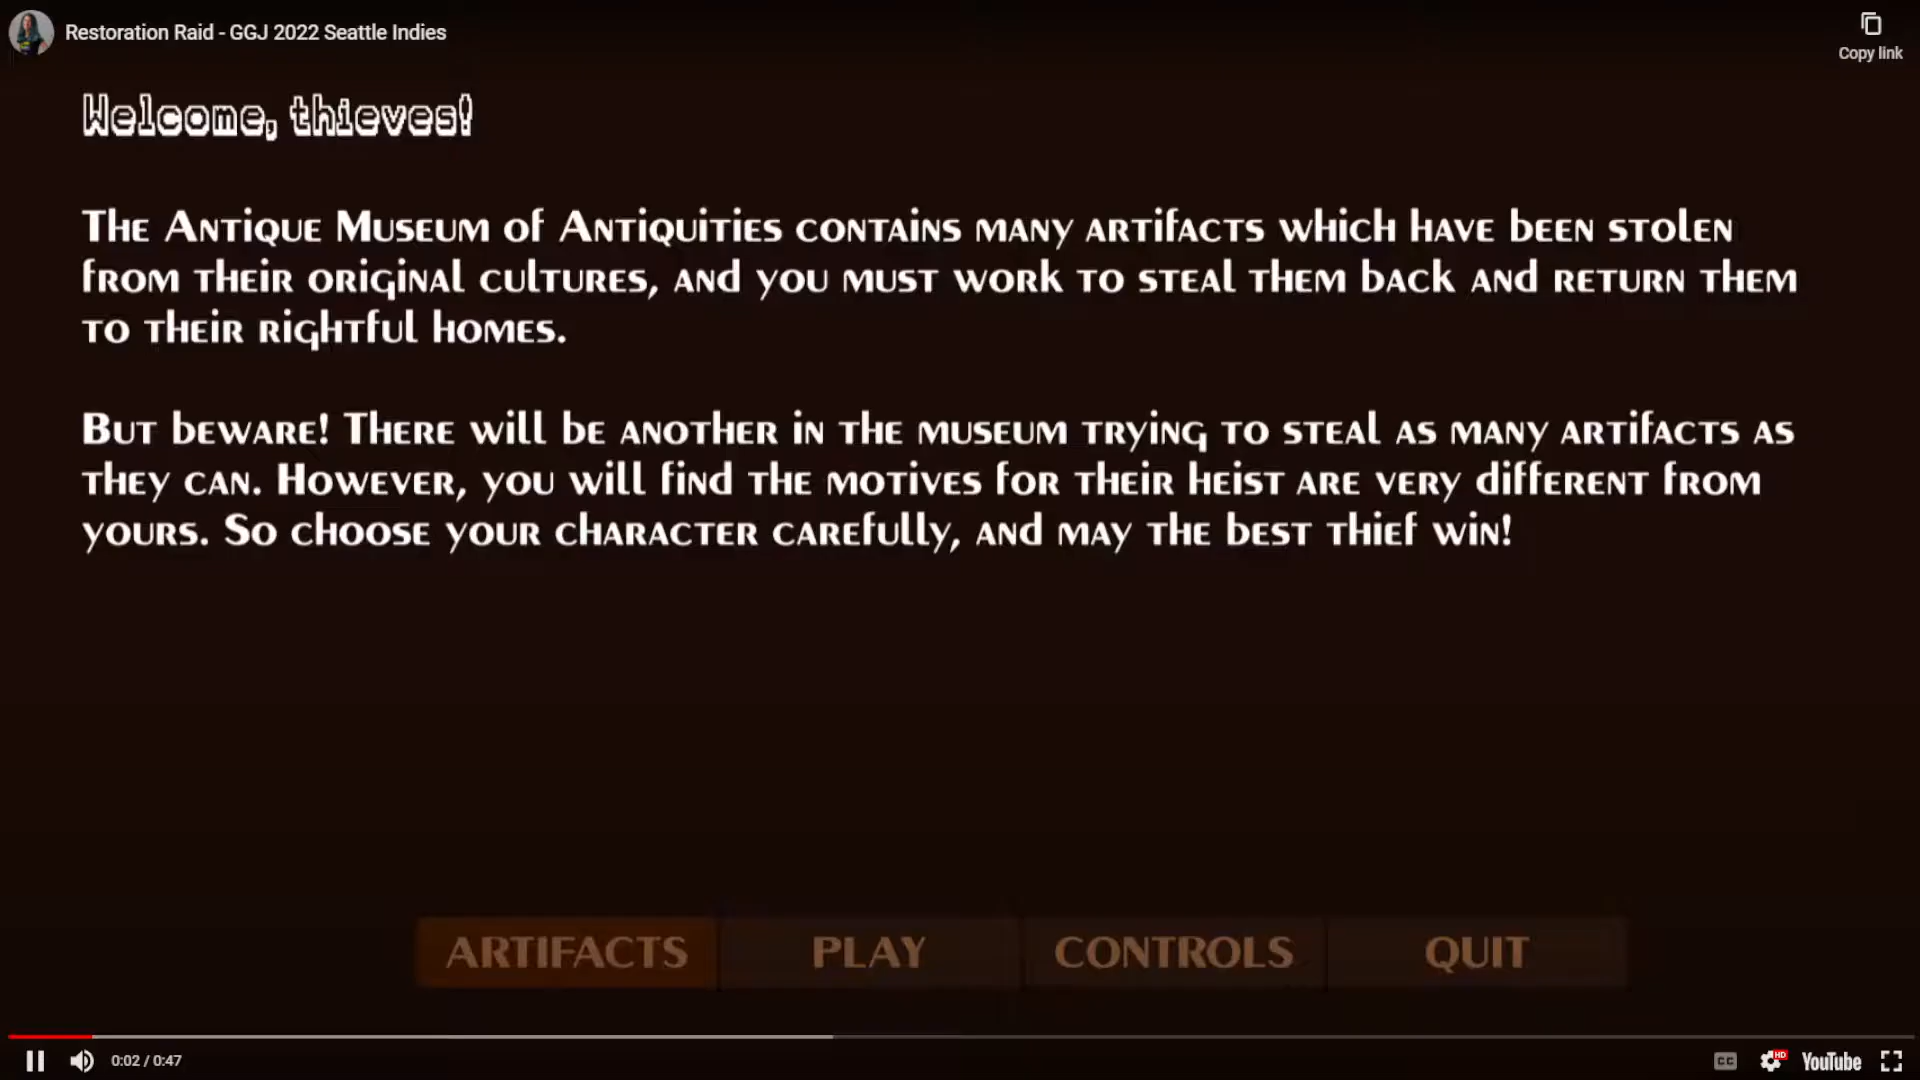 Restoration Raid - GGJ 2022 Seattle Indies
Copy link
Welcome, thieves!
The Antique Museum of Antiquities contains many artifacts which have been stolen
from their original cultures, and you must work to steal them back and return them
to their rightful homes.
But beware! There will be another in the museum trying to steal as many artifacts as
they can. However, you will find the motives for their heist are very different from
yours. So choose your character carefully, and may the best thief win!
ARTIFACTS PLAY CONTROLS QUIT
0:02 / 0:47 CC HD YouTube